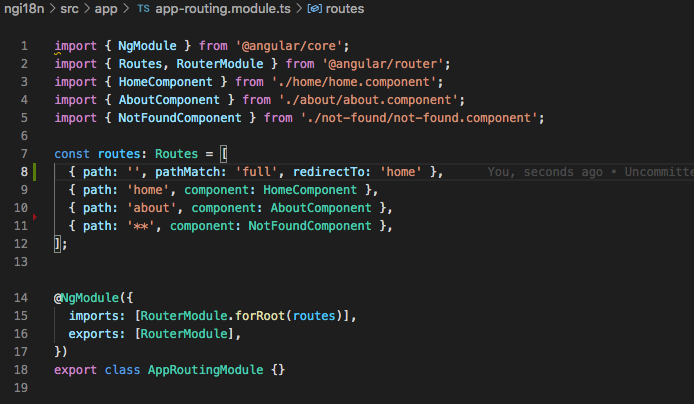 ngi18n > src > app > TS app-routing.module.ts > routes
1 import { NgModule } from '@angular/core';
2 import { Routes, RouterModule } from '@angular/router';
3 import { HomeComponent } from './home/home.component';
4 import { AboutComponent } from './about/about.component';
5 import { NotFoundComponent } from './not-found/not-found.component';
6
7 const routes: Routes = [
8 { path: '', pathMatch: 'full', redirectTo: 'home' }, You, seconds ago • Uncommitte
9 { path: 'home', component: HomeComponent },
10 { path: 'about', component: AboutComponent },
11 { path: '**', component: NotFoundComponent },
12 ];
13
14 @NgModule({
15 imports: [RouterModule.forRoot(routes)],
16 exports: [RouterModule],
17 })
18 export class AppRoutingModule {}
19